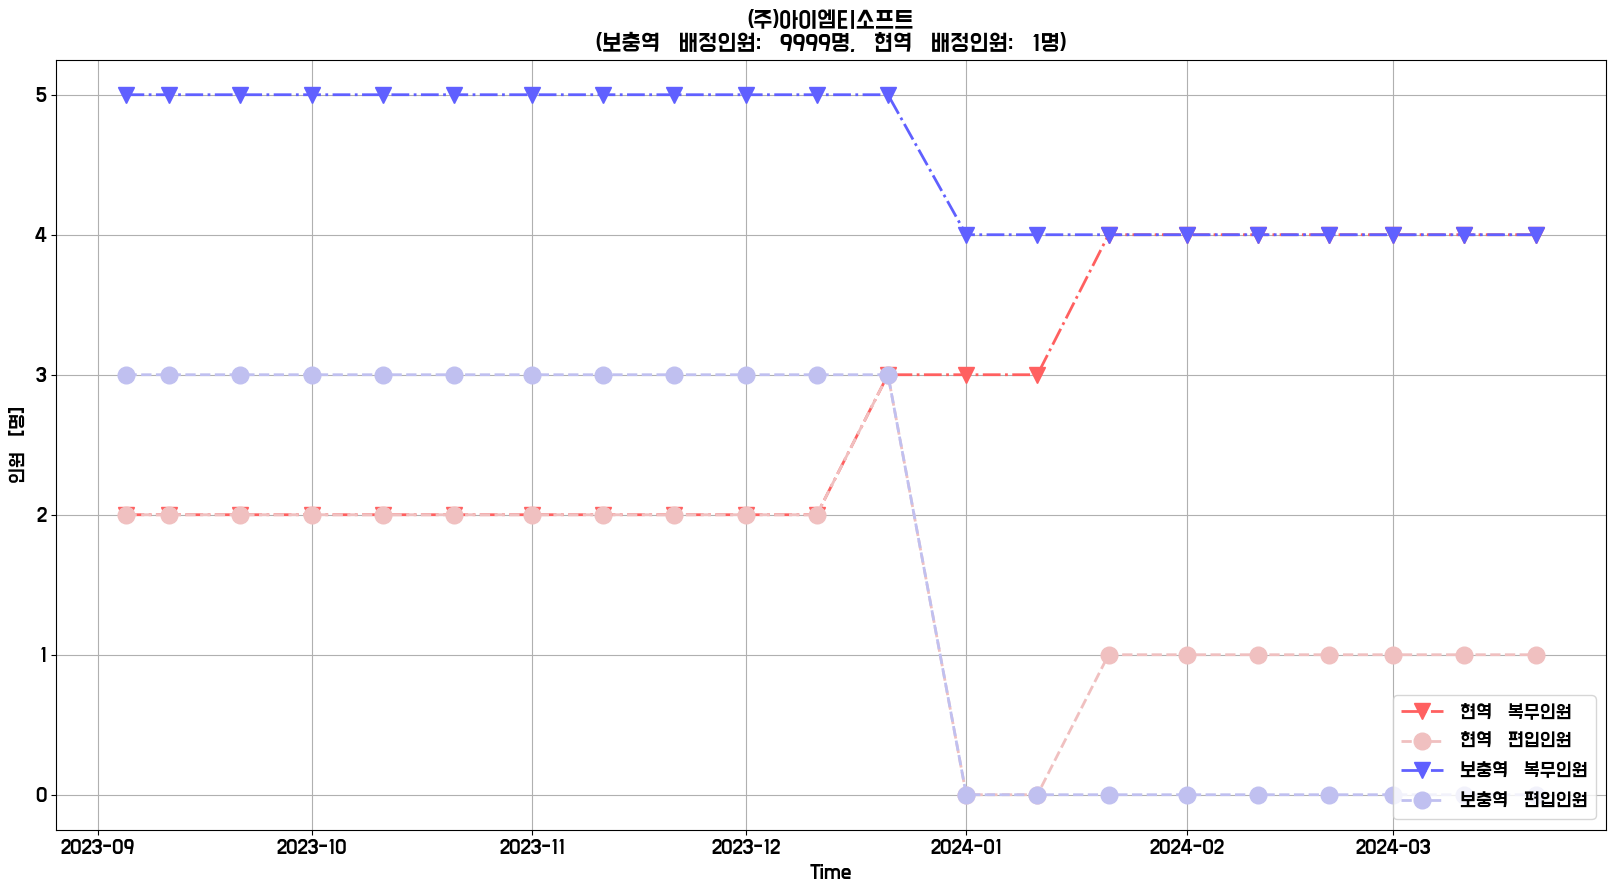 (주)아이엠티소프트
(보충역 배정인원: 9999명, 현역 배정인원: 1명)
5
4
3
2
1
0
인원 [명]
2023-09 2023-10 2023-11 2023-12 2024-01 2024-02 2024-03
Time
현역 복무인원
현역 편입인원
보충역 복무인원
보충역 편입인원